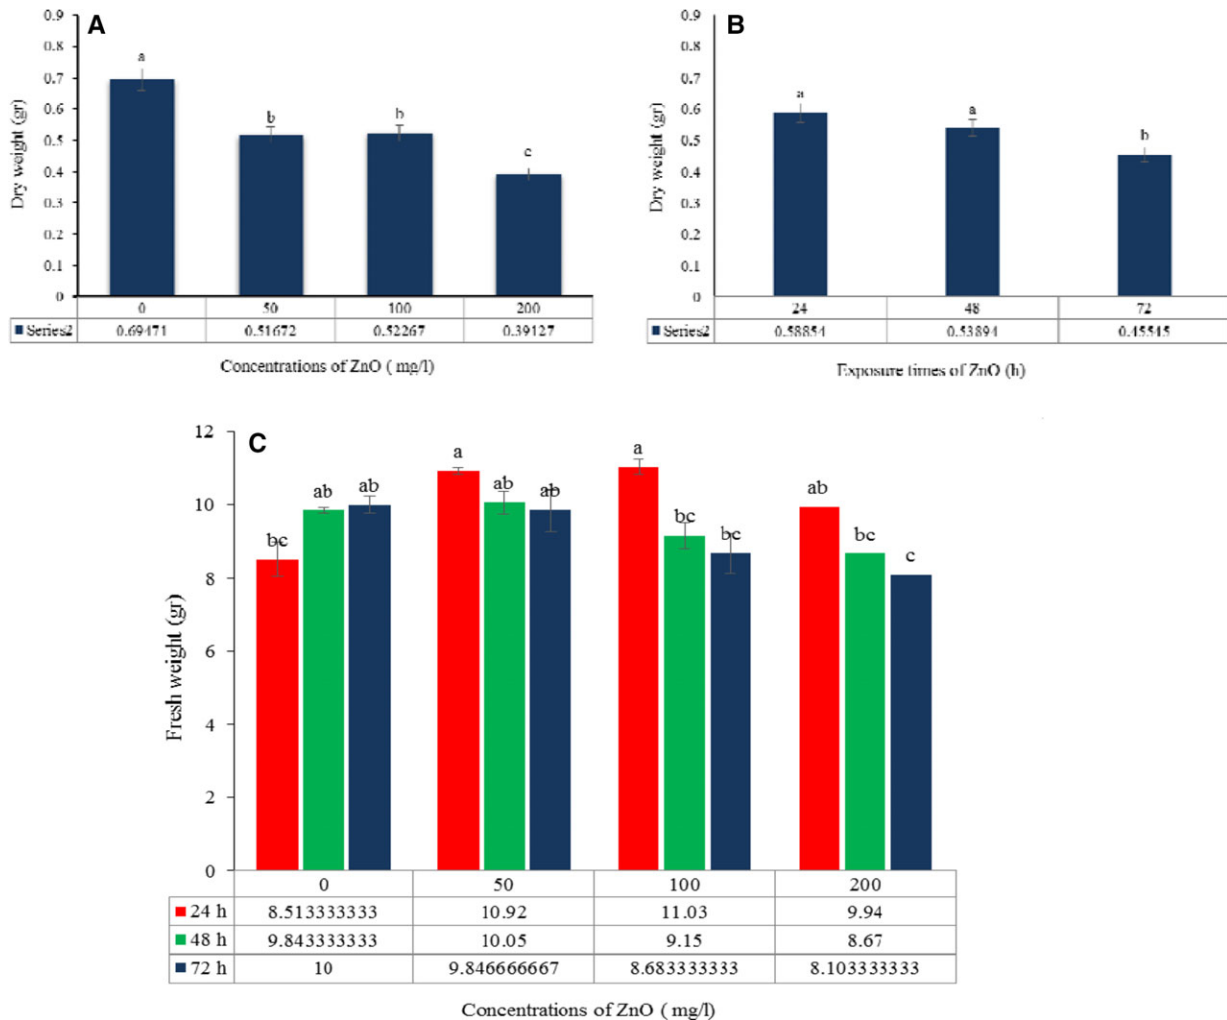 A
0.9
0.8
0.7
0.6
0.5
0.4
0.3
0.2
0.1
0
Dry weight (gr)
a
b
b
c
0 50 100 200
Series2 0.69471 0.51672 0.52267 0.39127
Concentrations of ZnO ( mg/l)
B
0.9
0.8
0.7
0.6
0.5
0.4
0.3
0.2
0.1
0
Dry weight (gr)
a
a
b
24 48 72
Series2 0.58854 0.53894 0.45545
Exposure times of ZnO (h)
C
12
10
8
6
4
2
0
Fresh weight (gr)
bc ab ab
a ab ab
a bc bc
ab bc c
0 50 100 200
24 h 8.513333333 10.92 11.03 9.94
48 h 9.843333333 10.05 9.15 8.67
72 h 10 9.846666667 8.683333333 8.103333333
Concentrations of ZnO ( mg/l)